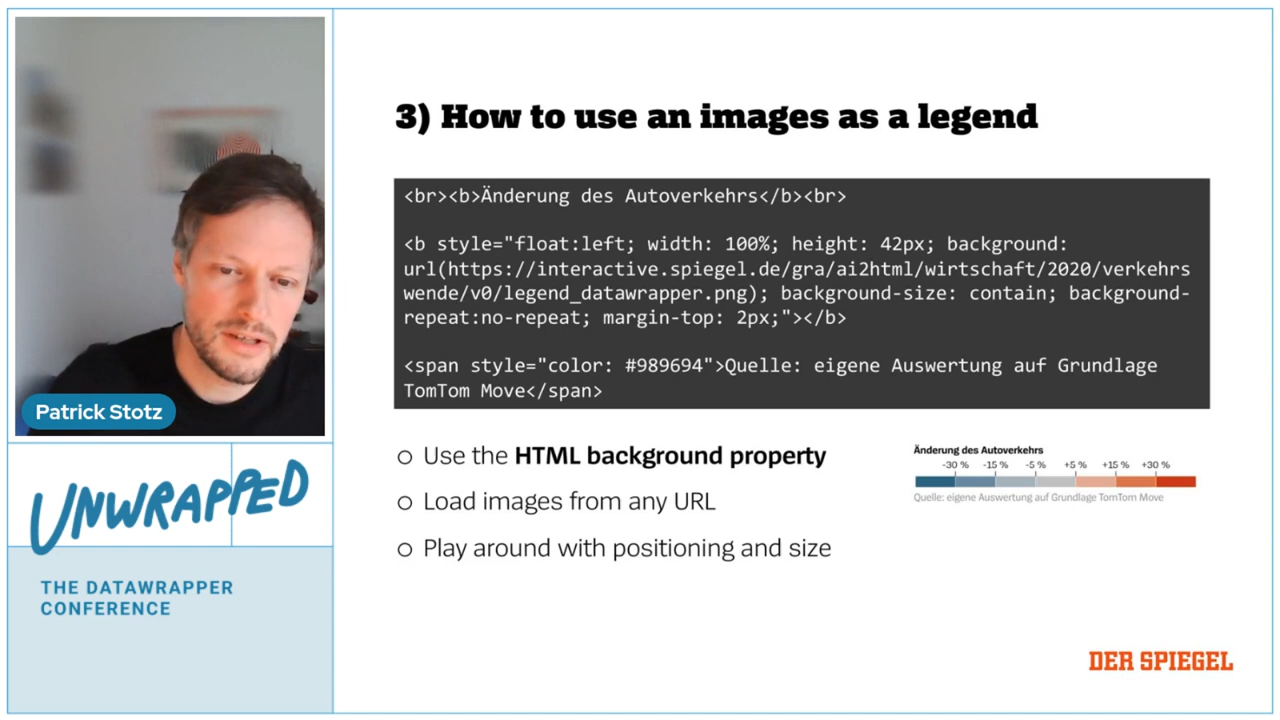 3) How to use an images as a legend
<br><b>Änderung des Autoverkehrs</b><br>
<b style="float:left; width: 100%; height: 42px; background:
url(https://interactive.spiegel.de/gra/ai2html/wirtschaft/2020/verkehrs
wende/v0/legend_datawrapper.png); background-size: contain; background-
repeat:no-repeat; margin-top: 2px;"></b>
<span style="color: #989694">Quelle: eigene Auswertung auf Grundlage
TomTom Move</span>
Patrick Stotz
○ Use the HTML background property
○ Load images from any URL
○ Play around with positioning and size
Änderung des Autoverkehrs
-30 % -15 % -5 % +5 % +15 % +30 %
Quelle: eigene Auswertung auf Grundlage TomTom Move
UNWRAPPED
THE DATAWRAPPER
CONFERENCE
DER SPIEGEL